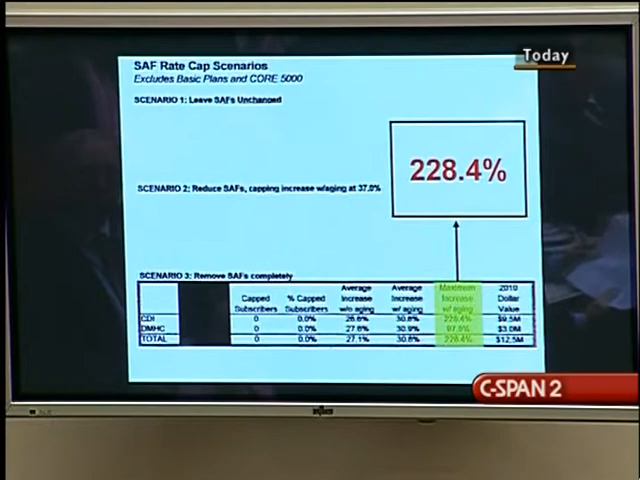 Today
SAF Rate Cap Scenarios
Excludes Basic Plans and CORE 5000
SCENARIO 1: Leave SAFs Unchanged
228.4%
SCENARIO 2: Reduce SAFs, capping increase w/aging at 37.0%
SCENARIO 3: Remove SAFs completely
Capped Subscribers % Capped Subscribers Average Increase w/o aging Average Increase w/ aging Maximum Increase w/ aging 2010 Dollar Value
CDI 0 0.0% 26.6% 30.8% 228.4% $9.5M
DMHC 0 0.0% 27.6% 30.9% $3.0M
TOTAL 0 0.0% 27.1% 30.8% 228.4% $12.5M
C-SPAN 2